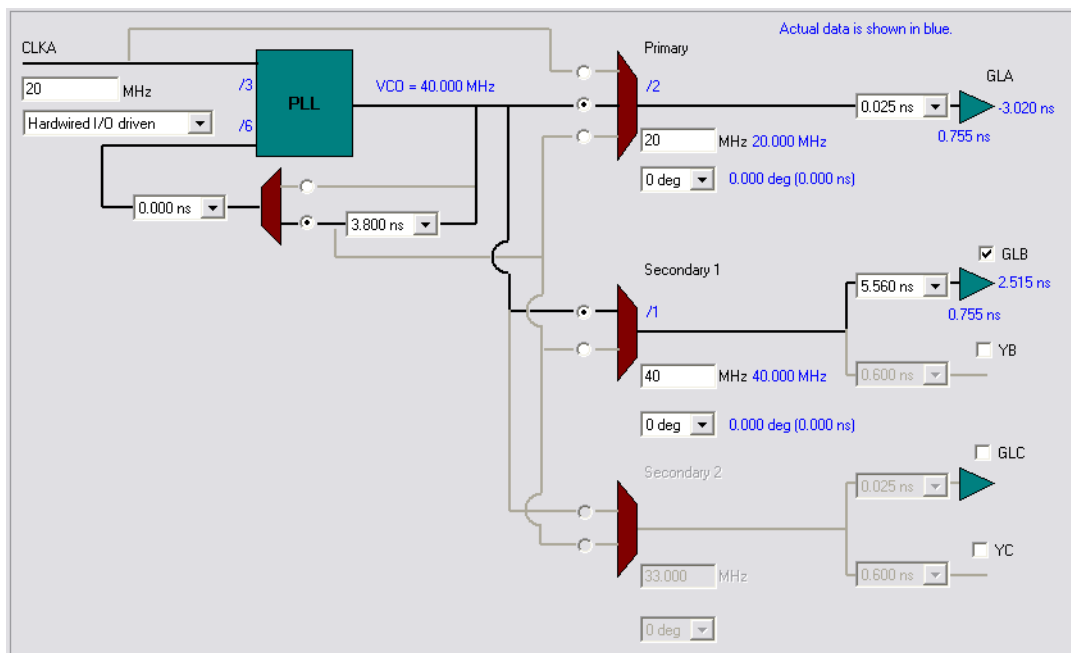 Actual data is shown in blue.
CLKA
20 MHz
Hardwired I/O driven
/3
/6
PLL
VCO = 40.000 MHz
0.000 ns
3.800 ns
Primary
/2
20 MHz 20.000 MHz
0 deg 0.000 deg (0.000 ns)
0.025 ns
GLA
-3.020 ns
0.755 ns
Secondary 1
/1
40 MHz 40.000 MHz
0 deg 0.000 deg (0.000 ns)
5.560 ns
GLB
2.515 ns
0.755 ns
YB
0.600 ns
Secondary 2
33.000 MHz
0 deg
GLC
0.025 ns
YC
0.600 ns